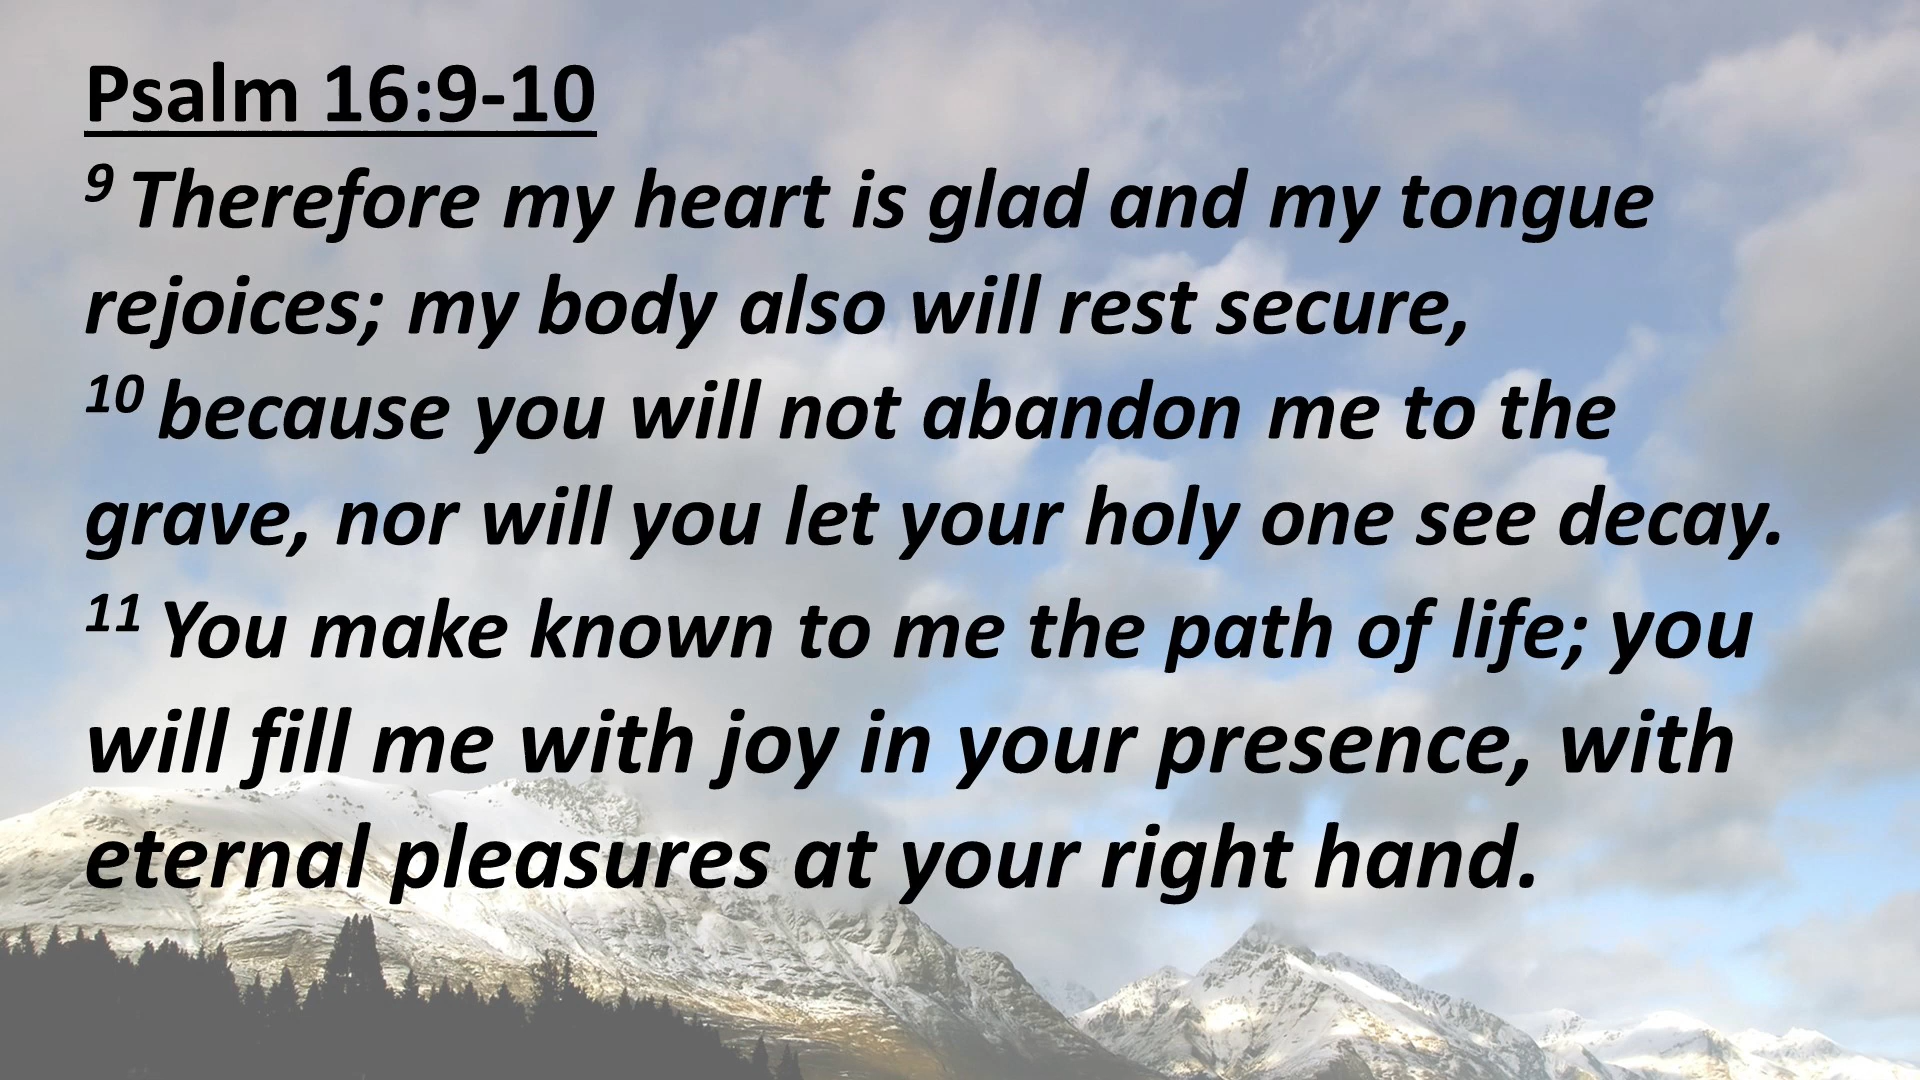 Psalm 16:9-10
9 Therefore my heart is glad and my tongue
rejoices; my body also will rest secure,
10 because you will not abandon me to the
grave, nor will you let your holy one see decay.
11 You make known to me the path of life; you
will fill me with joy in your presence, with
eternal pleasures at your right hand.